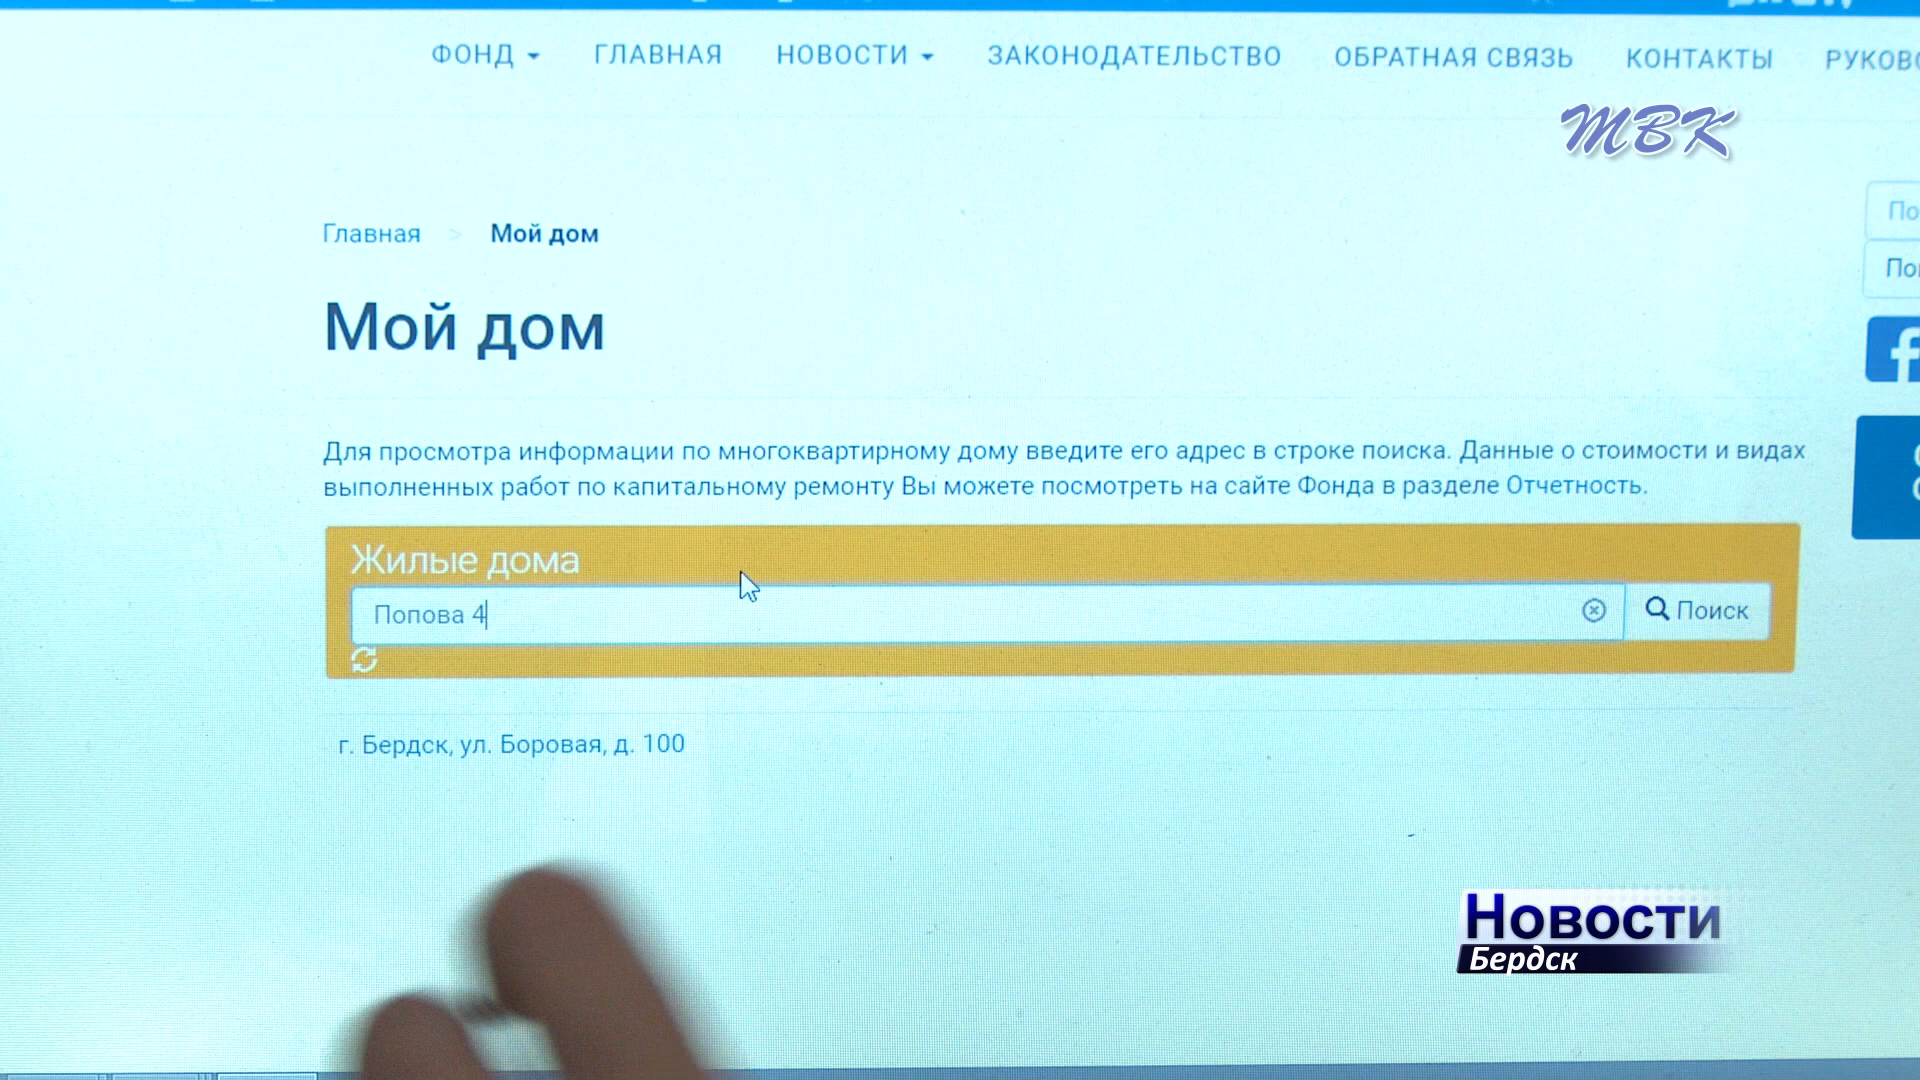 ФОНД ГЛАВНАЯ НОВОСТИ ЗАКОНОДАТЕЛЬСТВО ОБРАТНАЯ СВЯЗЬ КОНТАКТЫ
ТВК
Главная > Мой дом
Мой дом
Для просмотра информации по многоквартирному дому введите его адрес в строке поиска. Данные о стоимости и видах
выполненных работ по капитальному ремонту Вы можете посмотреть на сайте Фонда в разделе Отчетность.
Жилые дома
Попова 4
Поиск
г. Бердск, ул. Боровая, д. 100
Новости
Бердск